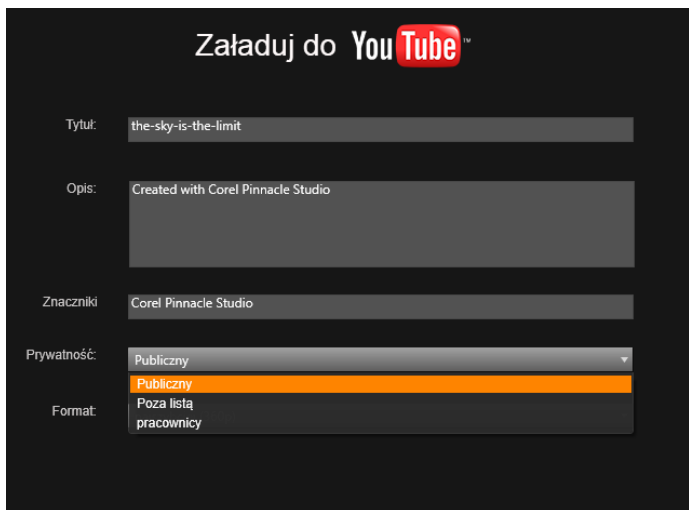 Załaduj do YouTube™
Tytuł: the-sky-is-the-limit
Opis: Created with Corel Pinnacle Studio
Znaczniki Corel Pinnacle Studio
Prywatność: Publiczny
Publiczny
Poza listą
Format:
pracownicy